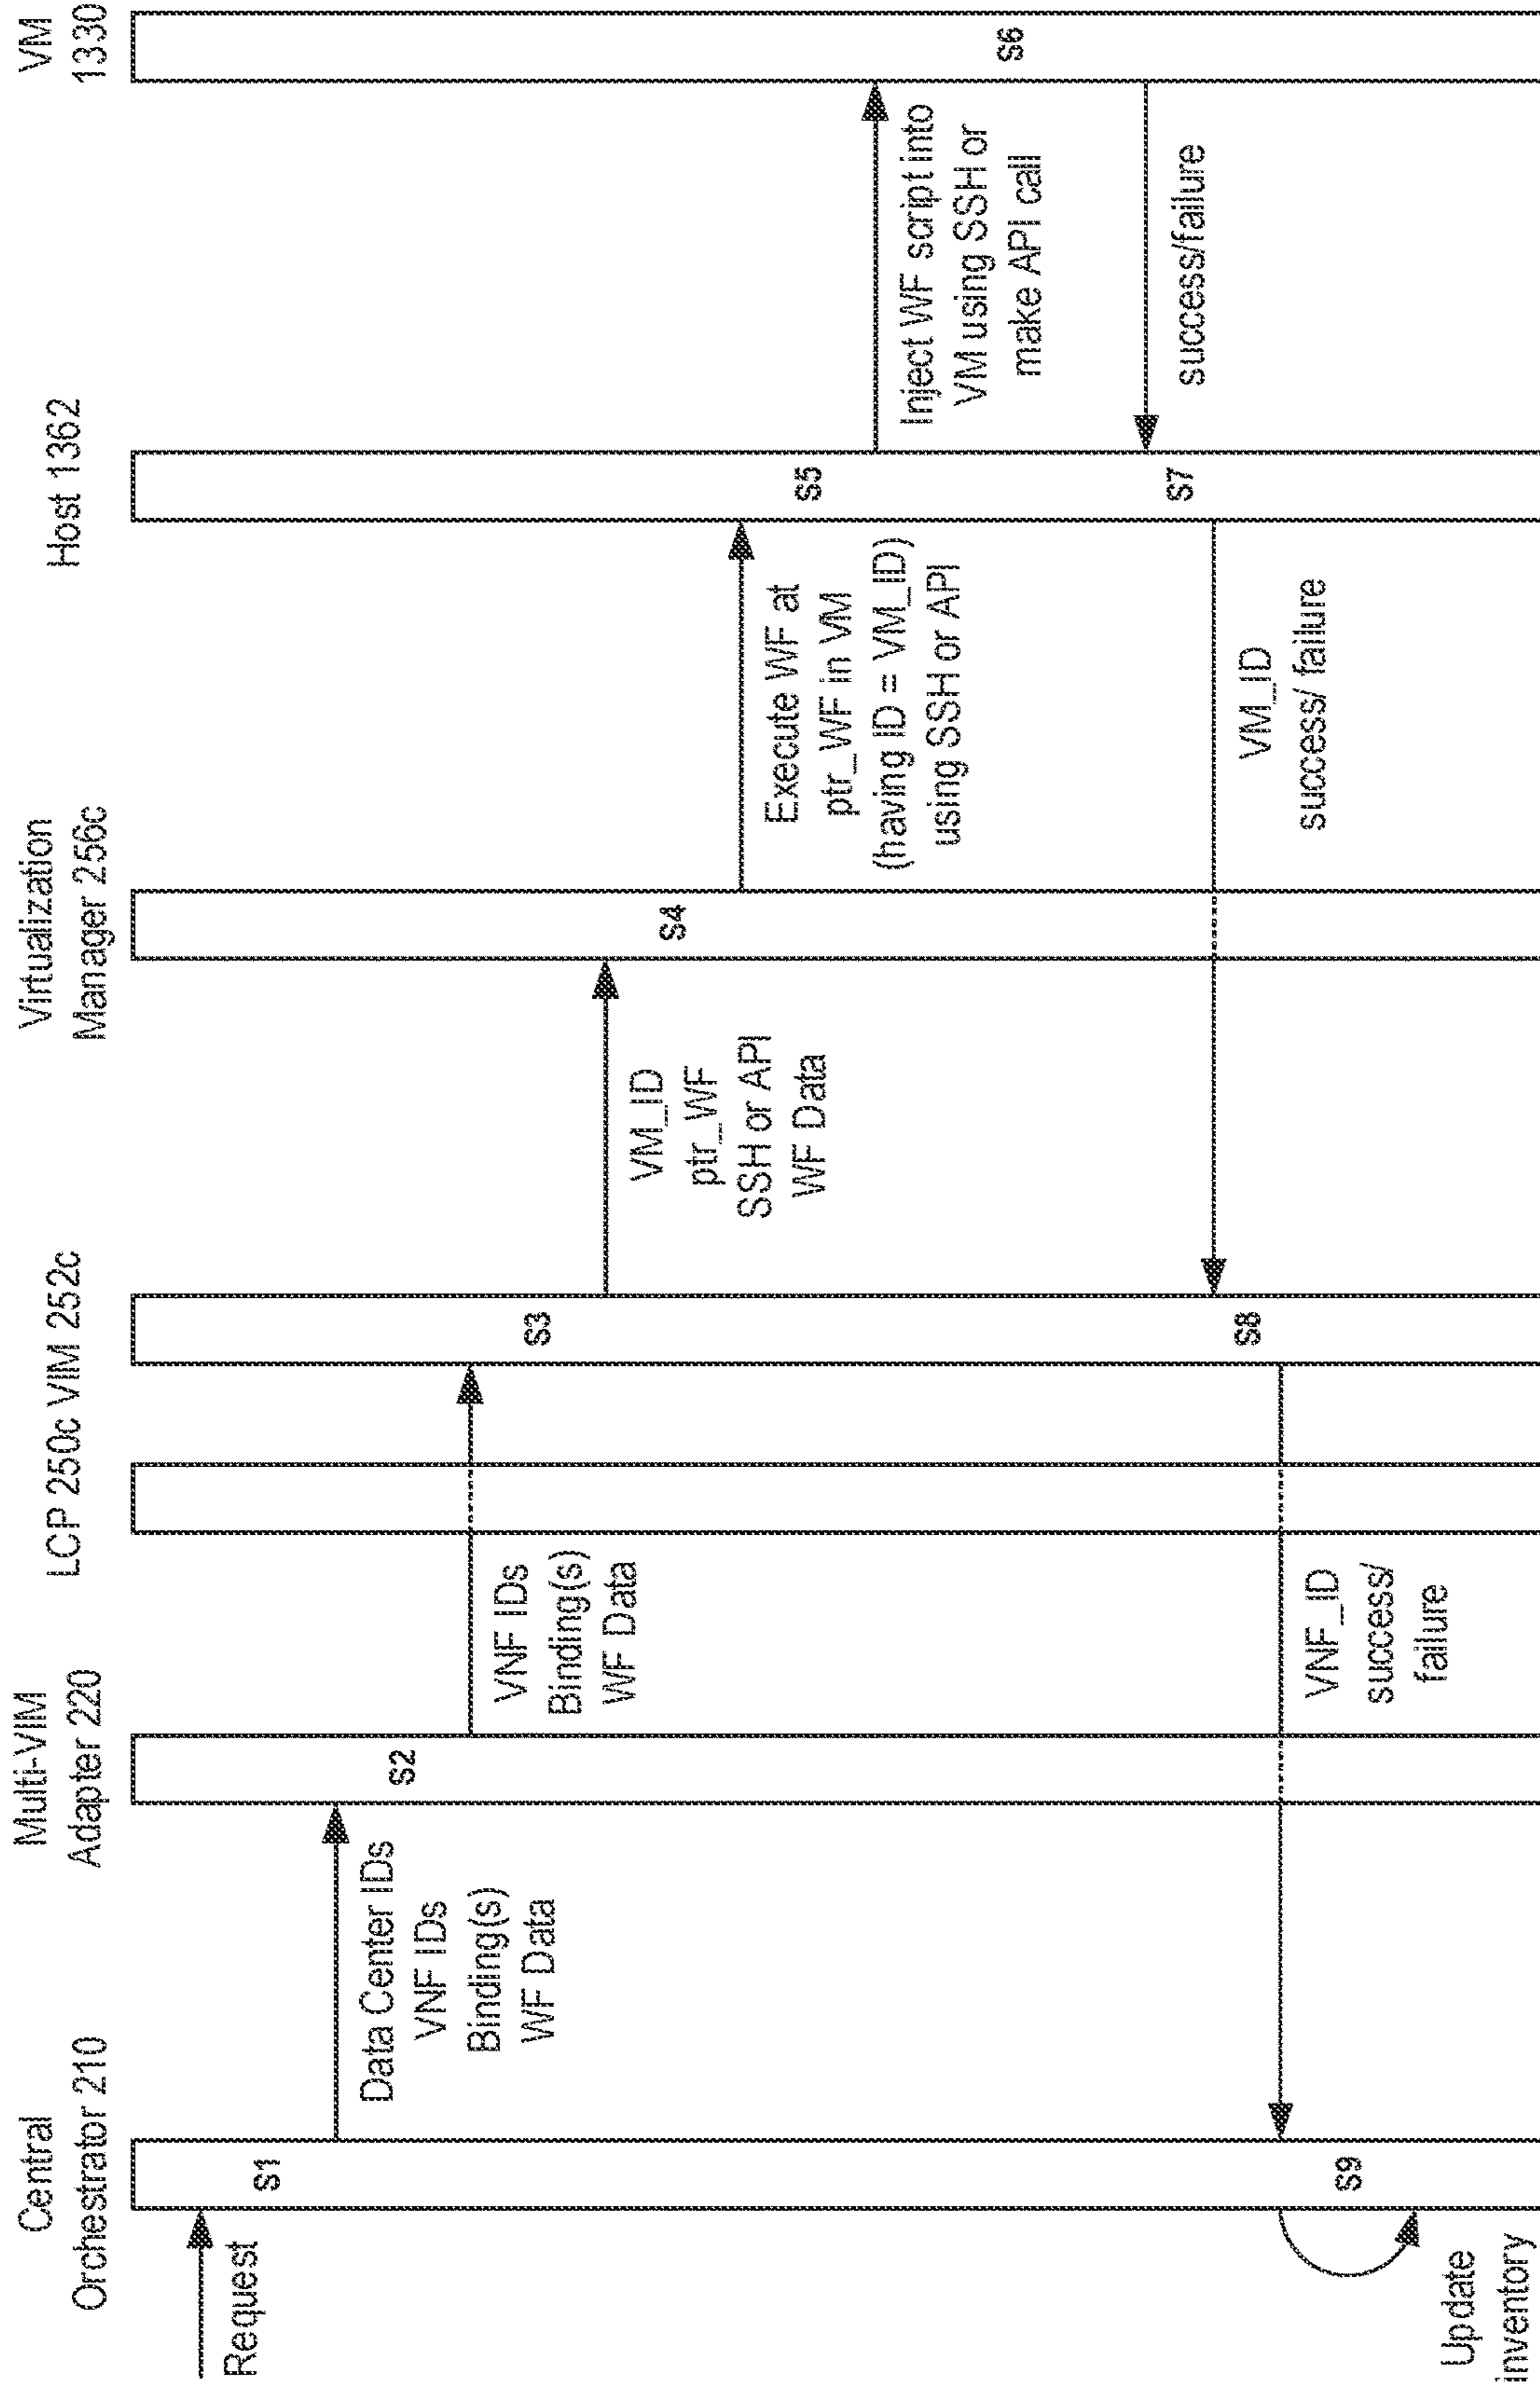 Central
Orchestrator 210
Multi-VIM
Adapter 220
LCP 250c VIM 252c
Virtualization
Manager 256c
Host 1362
VM
1330
Request
S1
Data Center IDs
VNF IDs
Binding(s)
WF Data
S2
VNF IDs
Binding(s)
WF Data
S3
VM_ID
ptr_WF
SSH or API
WF Data
S4
Execute WF at
ptr_WF in VM
(having ID = VM_ID)
using SSH or API
S5
Inject WF script into
VM using SSH or
make API call
S6
success/failure
S7
VM_ID
success/ failure
S8
VNF_ID
success/
failure
S9
Update
inventory